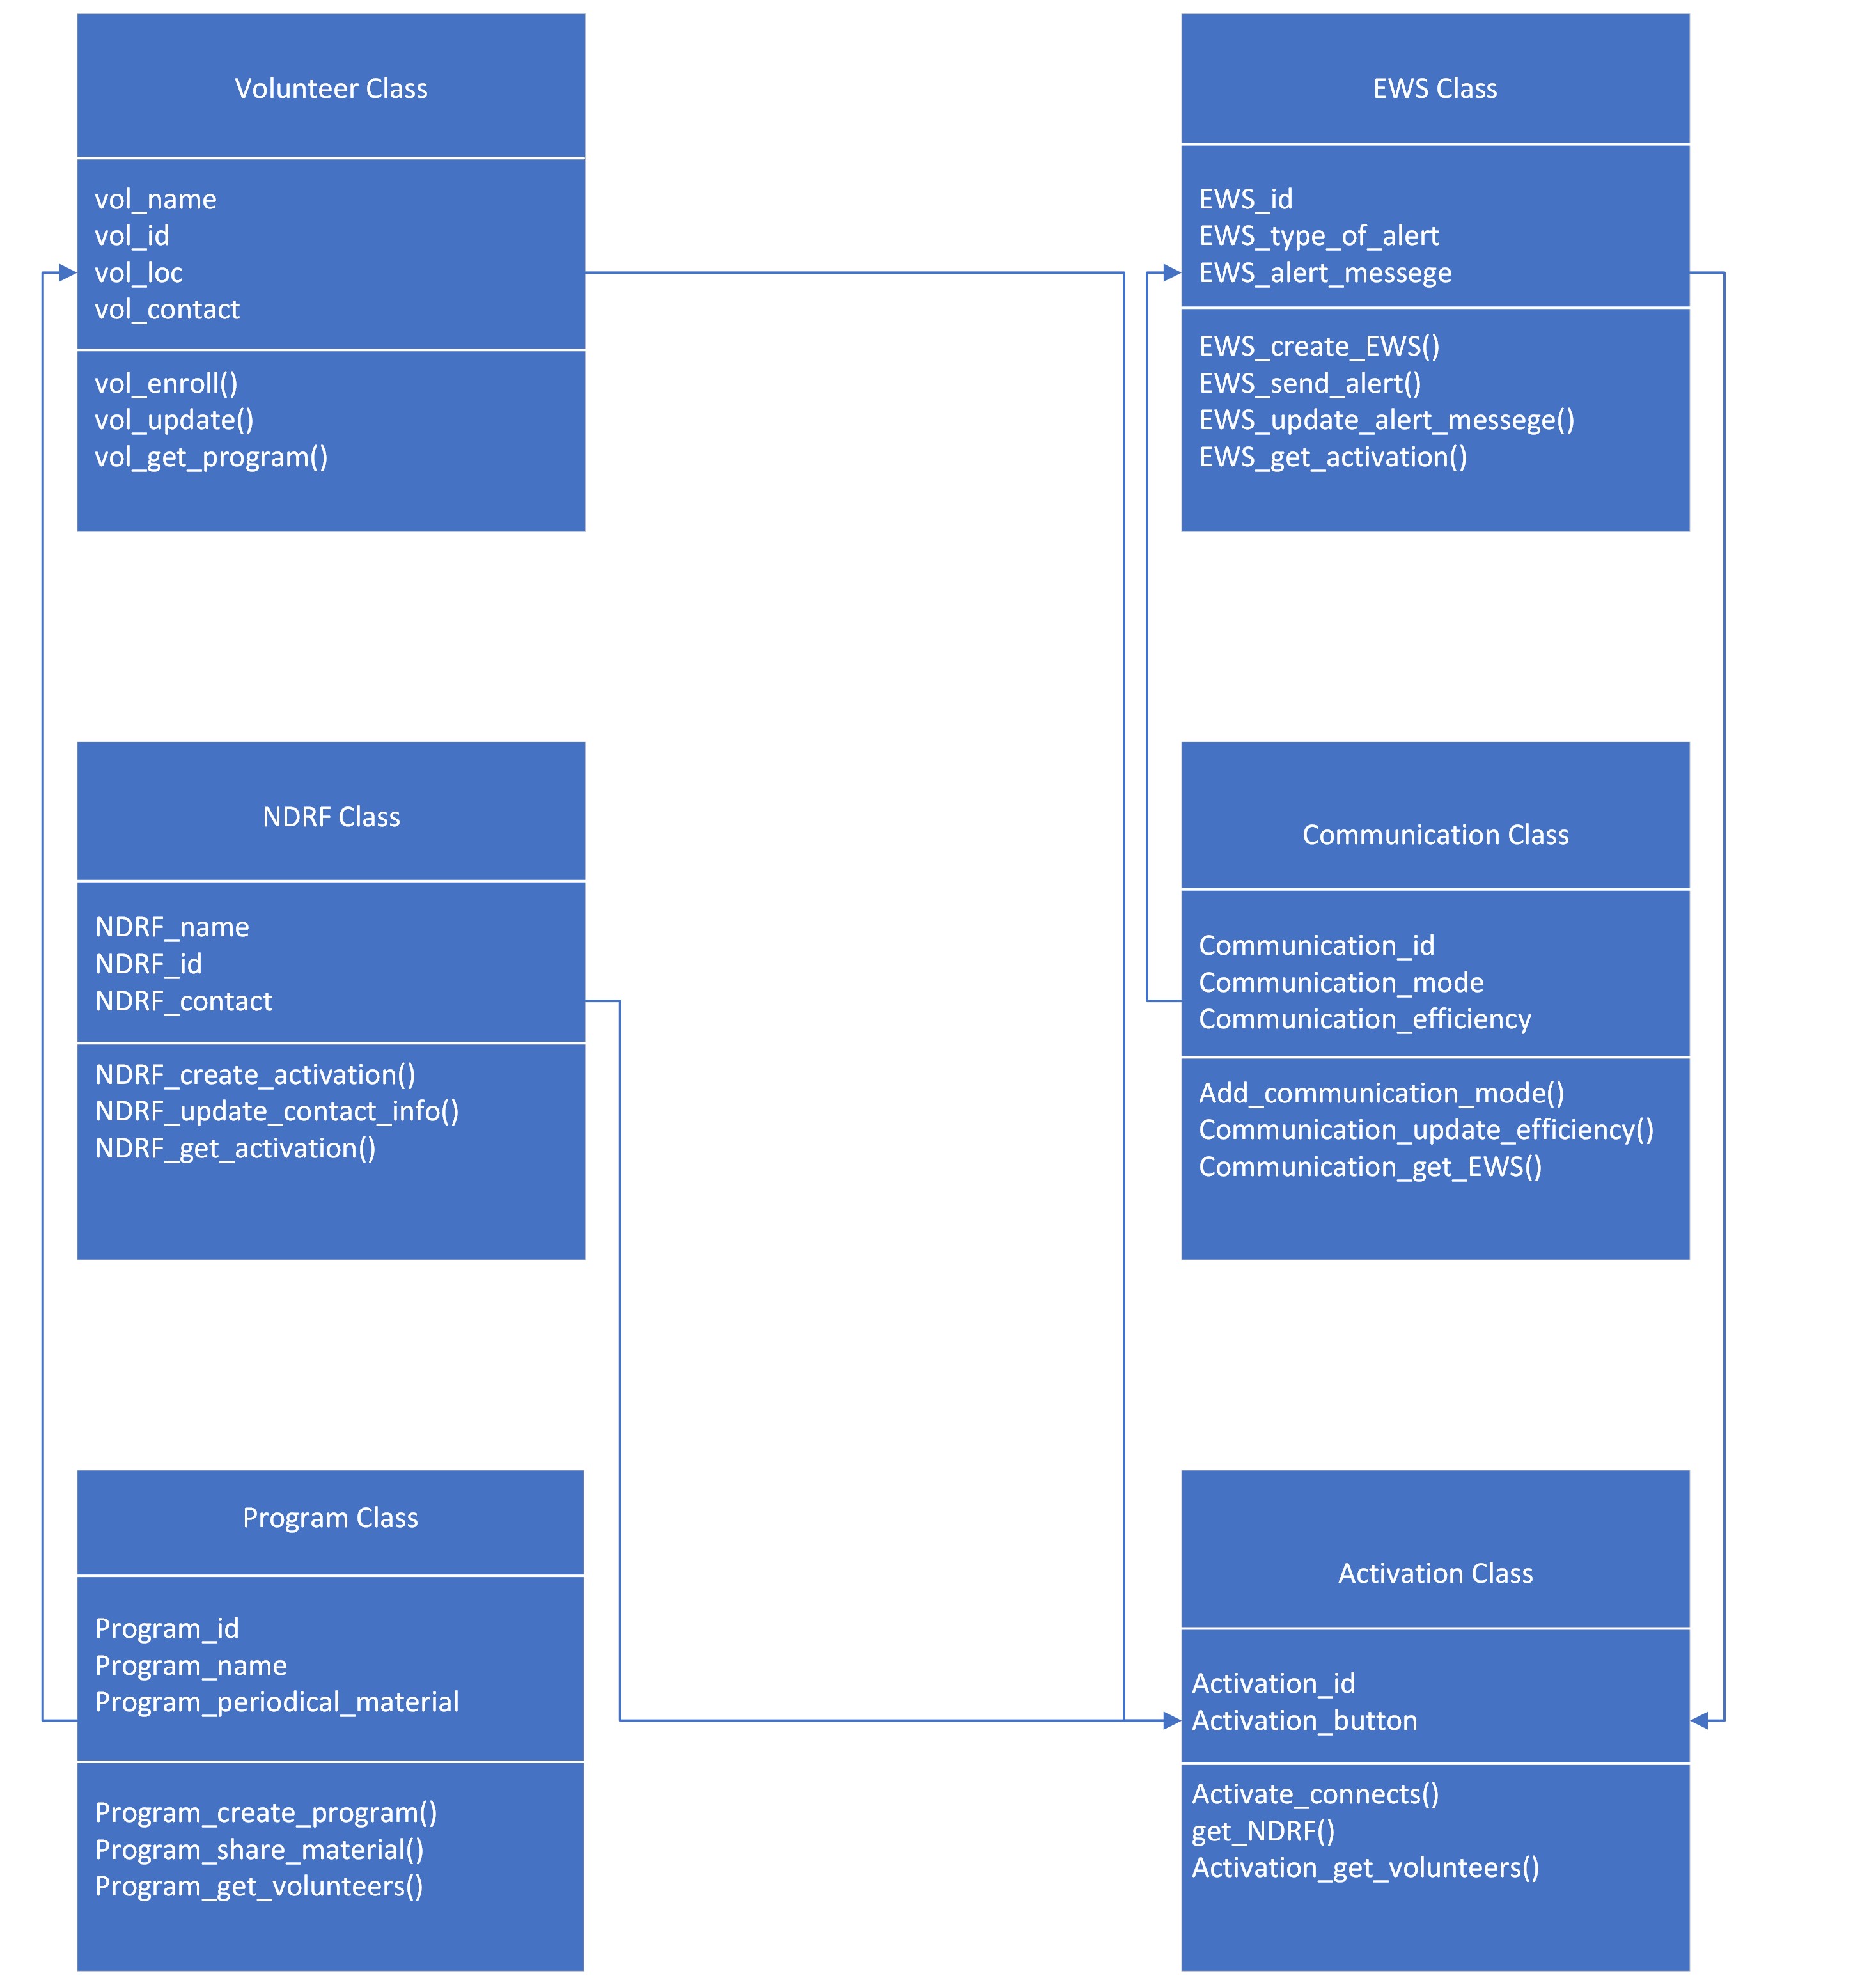 Volunteer Class
vol_name
vol_id
vol_loc
vol_contact
vol_enroll()
vol_update()
vol_get_program()
EWS Class
EWS_id
EWS_type_of_alert
EWS_alert_messege
EWS_create_EWS()
EWS_send_alert()
EWS_update_alert_messege()
EWS_get_activation()
NDRF Class
NDRF_name
NDRF_id
NDRF_contact
NDRF_create_activation()
NDRF_update_contact_info()
NDRF_get_activation()
Communication Class
Communication_id
Communication_mode
Communication_efficiency
Add_communication_mode()
Communication_update_efficiency()
Communication_get_EWS()
Program Class
Program_id
Program_name
Program_periodical_material
Program_create_program()
Program_share_material()
Program_get_volunteers()
Activation Class
Activation_id
Activation_button
Activate_connects()
get_NDRF()
Activation_get_volunteers()